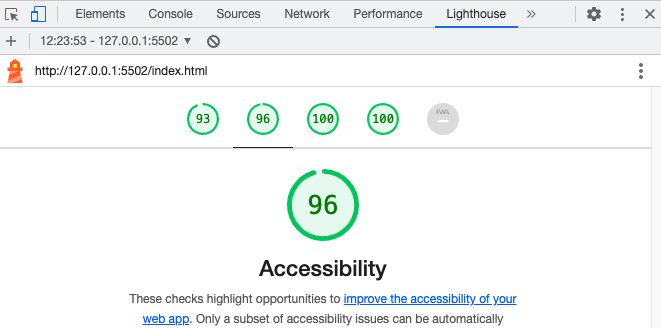 Elements Console Sources Network Performance Lighthouse »
+ 12:23:53 - 127.0.0.1:5502 ▼
http://127.0.0.1:5502/index.html
93 96 100 100 PWA
96
Accessibility
These checks highlight opportunities to improve the accessibility of your
web app. Only a subset of accessibility issues can be automatically